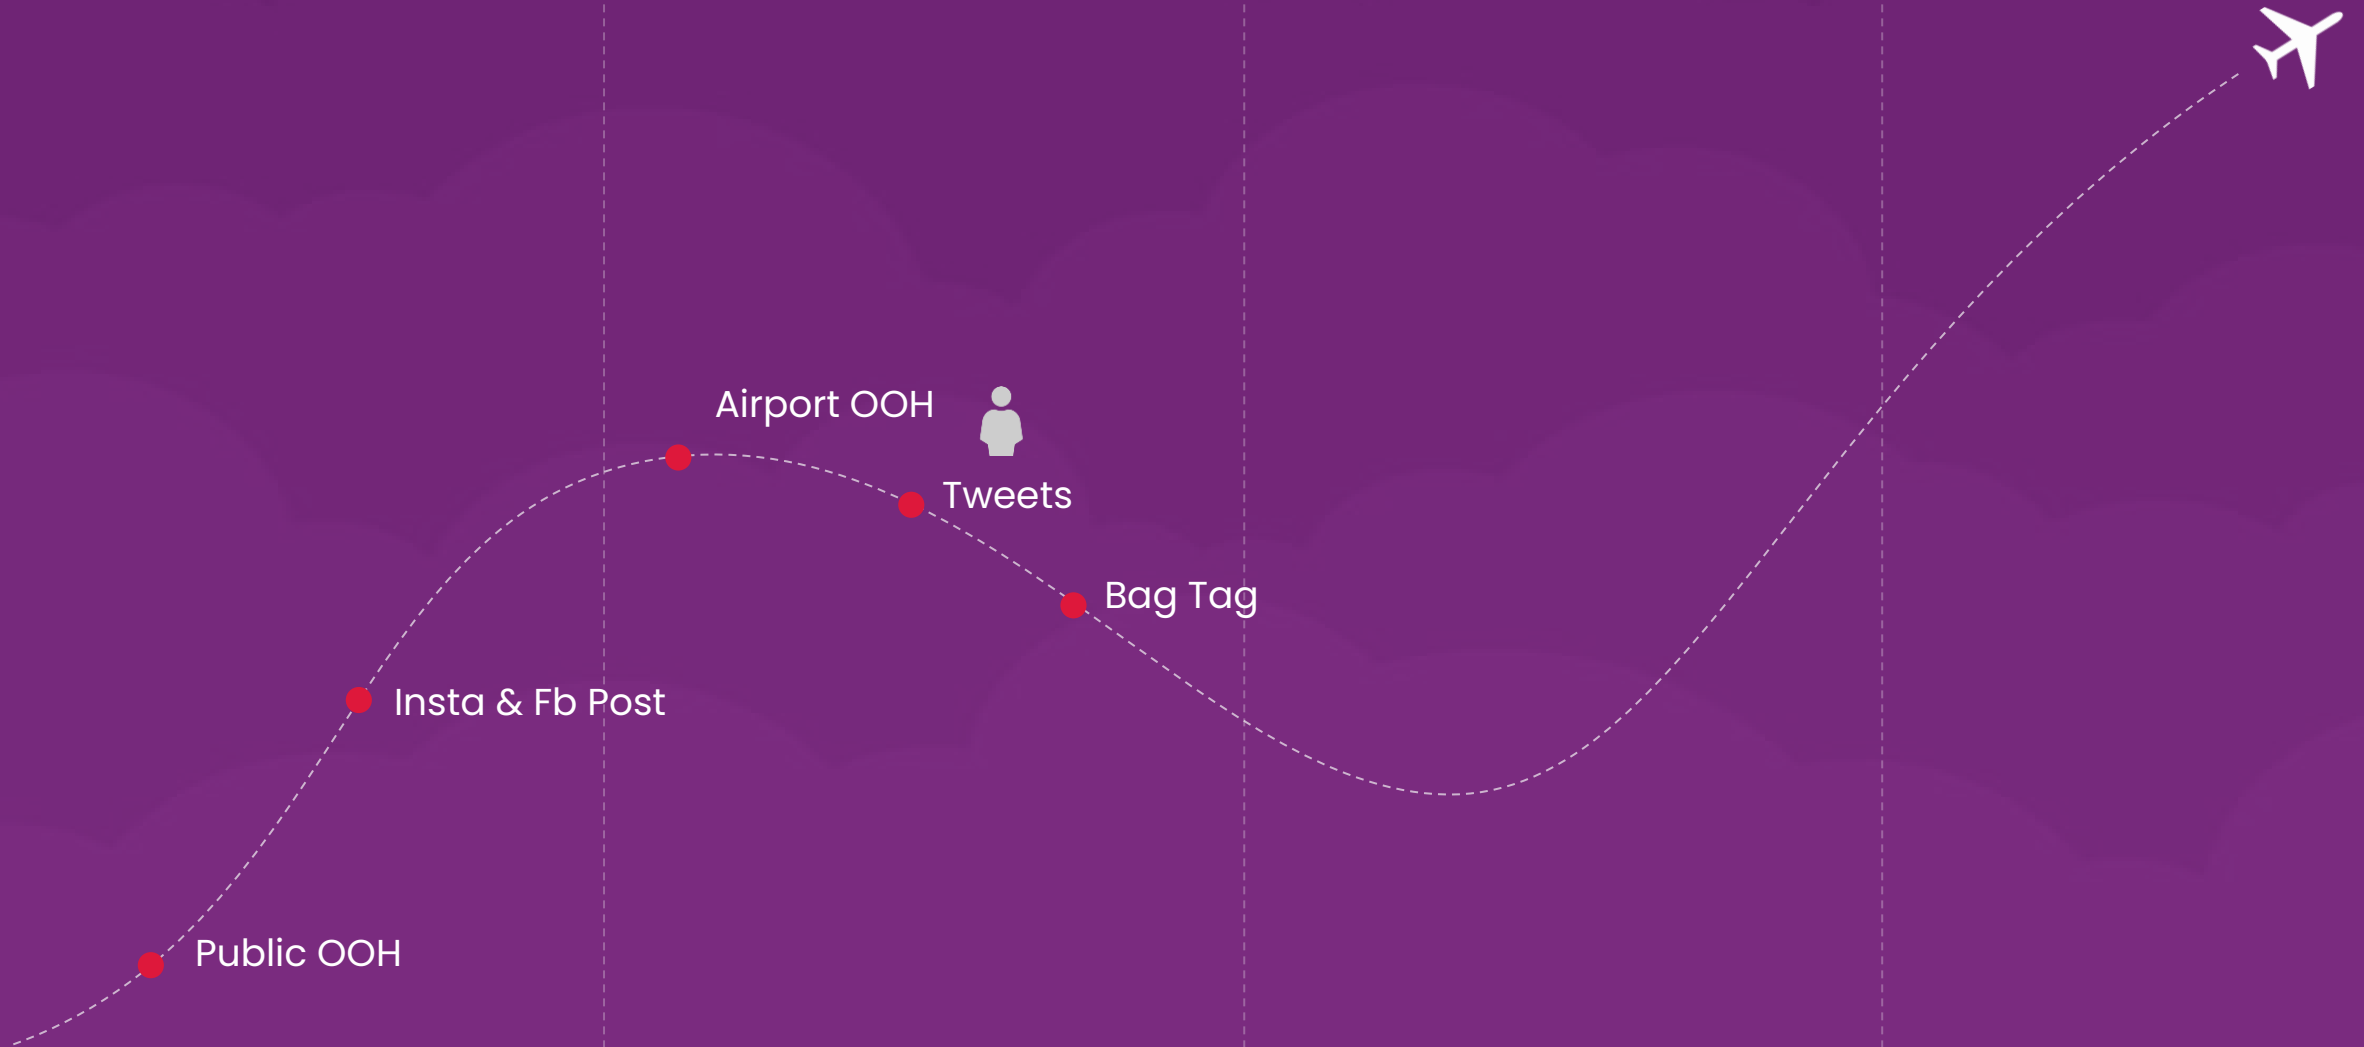 Airport OOH
Tweets
Bag Tag
Insta & Fb Post
Public OOH